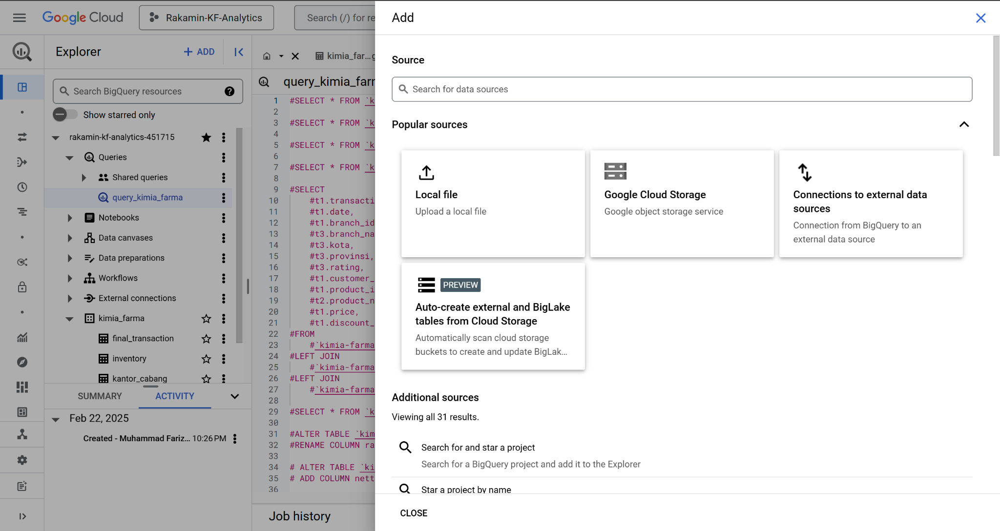 Google Cloud
Rakamin-KF-Analytics
Search (/) for re
Explorer
+ ADD
Search BigQuery resources
Show starred only
rakamin-kf-analytics-451715
Queries
Shared queries
query_kimia_farma
Notebooks
Data canvases
Data preparations
Workflows
External connections
kimia_farma
final_transaction
inventory
kantor_cabang
SUMMARY
ACTIVITY
Feb 22, 2025
Created - Muhammad Fariz... 10:26 PM
kimia_far...g
query_kimia_farm
1 #SELECT * FROM `k
2
3 #SELECT * FROM `k
4
5 #SELECT * FROM `k
6
7 #SELECT * FROM `k
8
9 #SELECT
10 #t1.transacti
11 #t1.date,
12 #t1.branch_id
13 #t3.branch_na
14 #t3.kota,
15 #t3.provinsi,
16 #t3.rating,
17 #t1.customer_
18 #t1.product_i
19 #t2.product_n
20 #t1.price,
21 #t1.discount_
22 #FROM
23 #`kimia-farma
24 #LEFT JOIN
25 #`kimia-farma
26 #LEFT JOIN
27 #`kimia-farma
28
29 #SELECT * FROM `k
30
31 #ALTER TABLE `kim
32 #RENAME COLUMN ra
33
34 # ALTER TABLE `ki
35 # ADD COLUMN nett
36
Job history
Add
Source
Search for data sources
Popular sources
Local file
Upload a local file
Google Cloud Storage
Google object storage service
Connections to external data
sources
Connection from BigQuery to an
external data source
PREVIEW
Auto-create external and BigLake
tables from Cloud Storage
Automatically scan cloud storage
buckets to create and update BigLak...
Additional sources
Viewing all 31 results.
Search for and star a project
Search for a BigQuery project and add it to the Explorer
Star a project by name
CLOSE